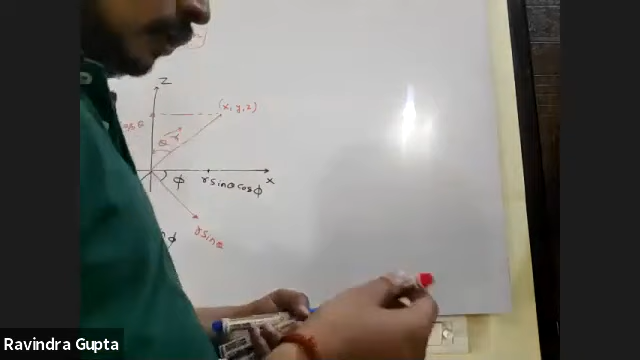 z
(x, y, z)
θ
r
x
φ
r sinθ cosφ
r sinθ
φ
Ravindra Gupta